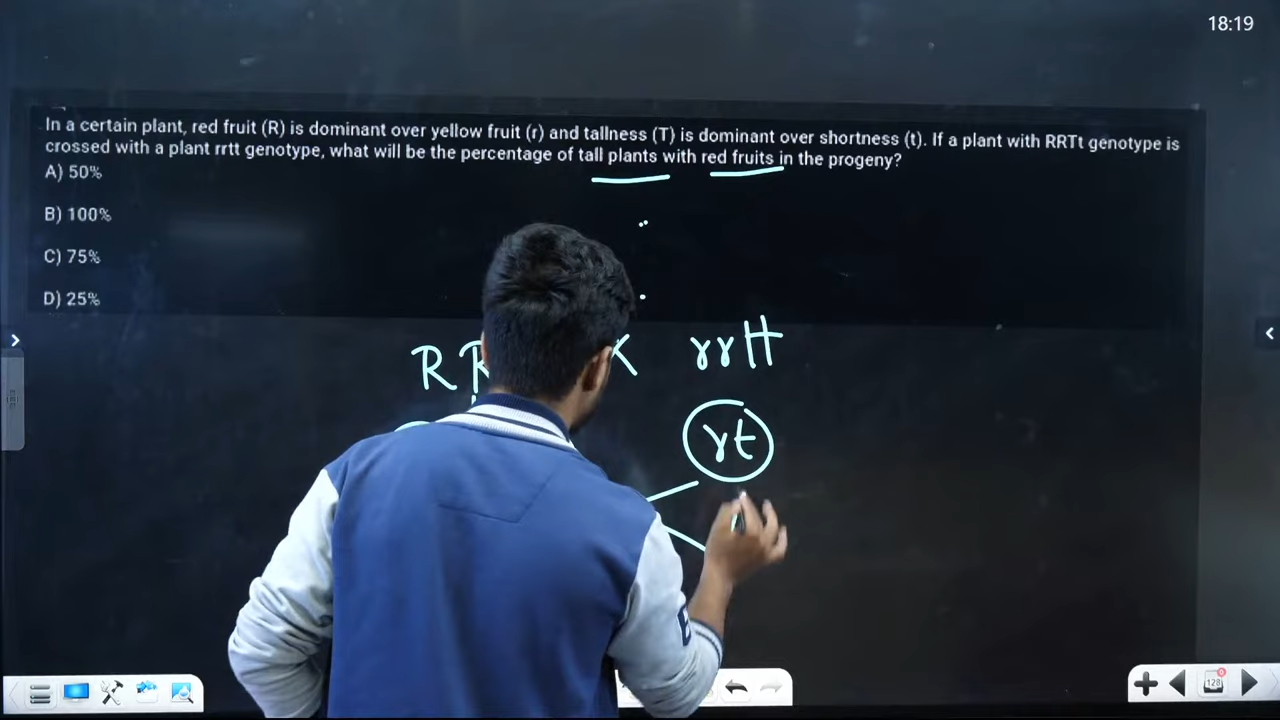 18:19
In a certain plant, red fruit (R) is dominant over yellow fruit (r) and tallness (T) is dominant over shortness (t). If a plant with RRTt genotype is
crossed with a plant rrtt genotype, what will be the percentage of tall plants with red fruits in the progeny?
A) 50%
B) 100%
C) 75%
D) 25%
R R X rrtt
rt
128